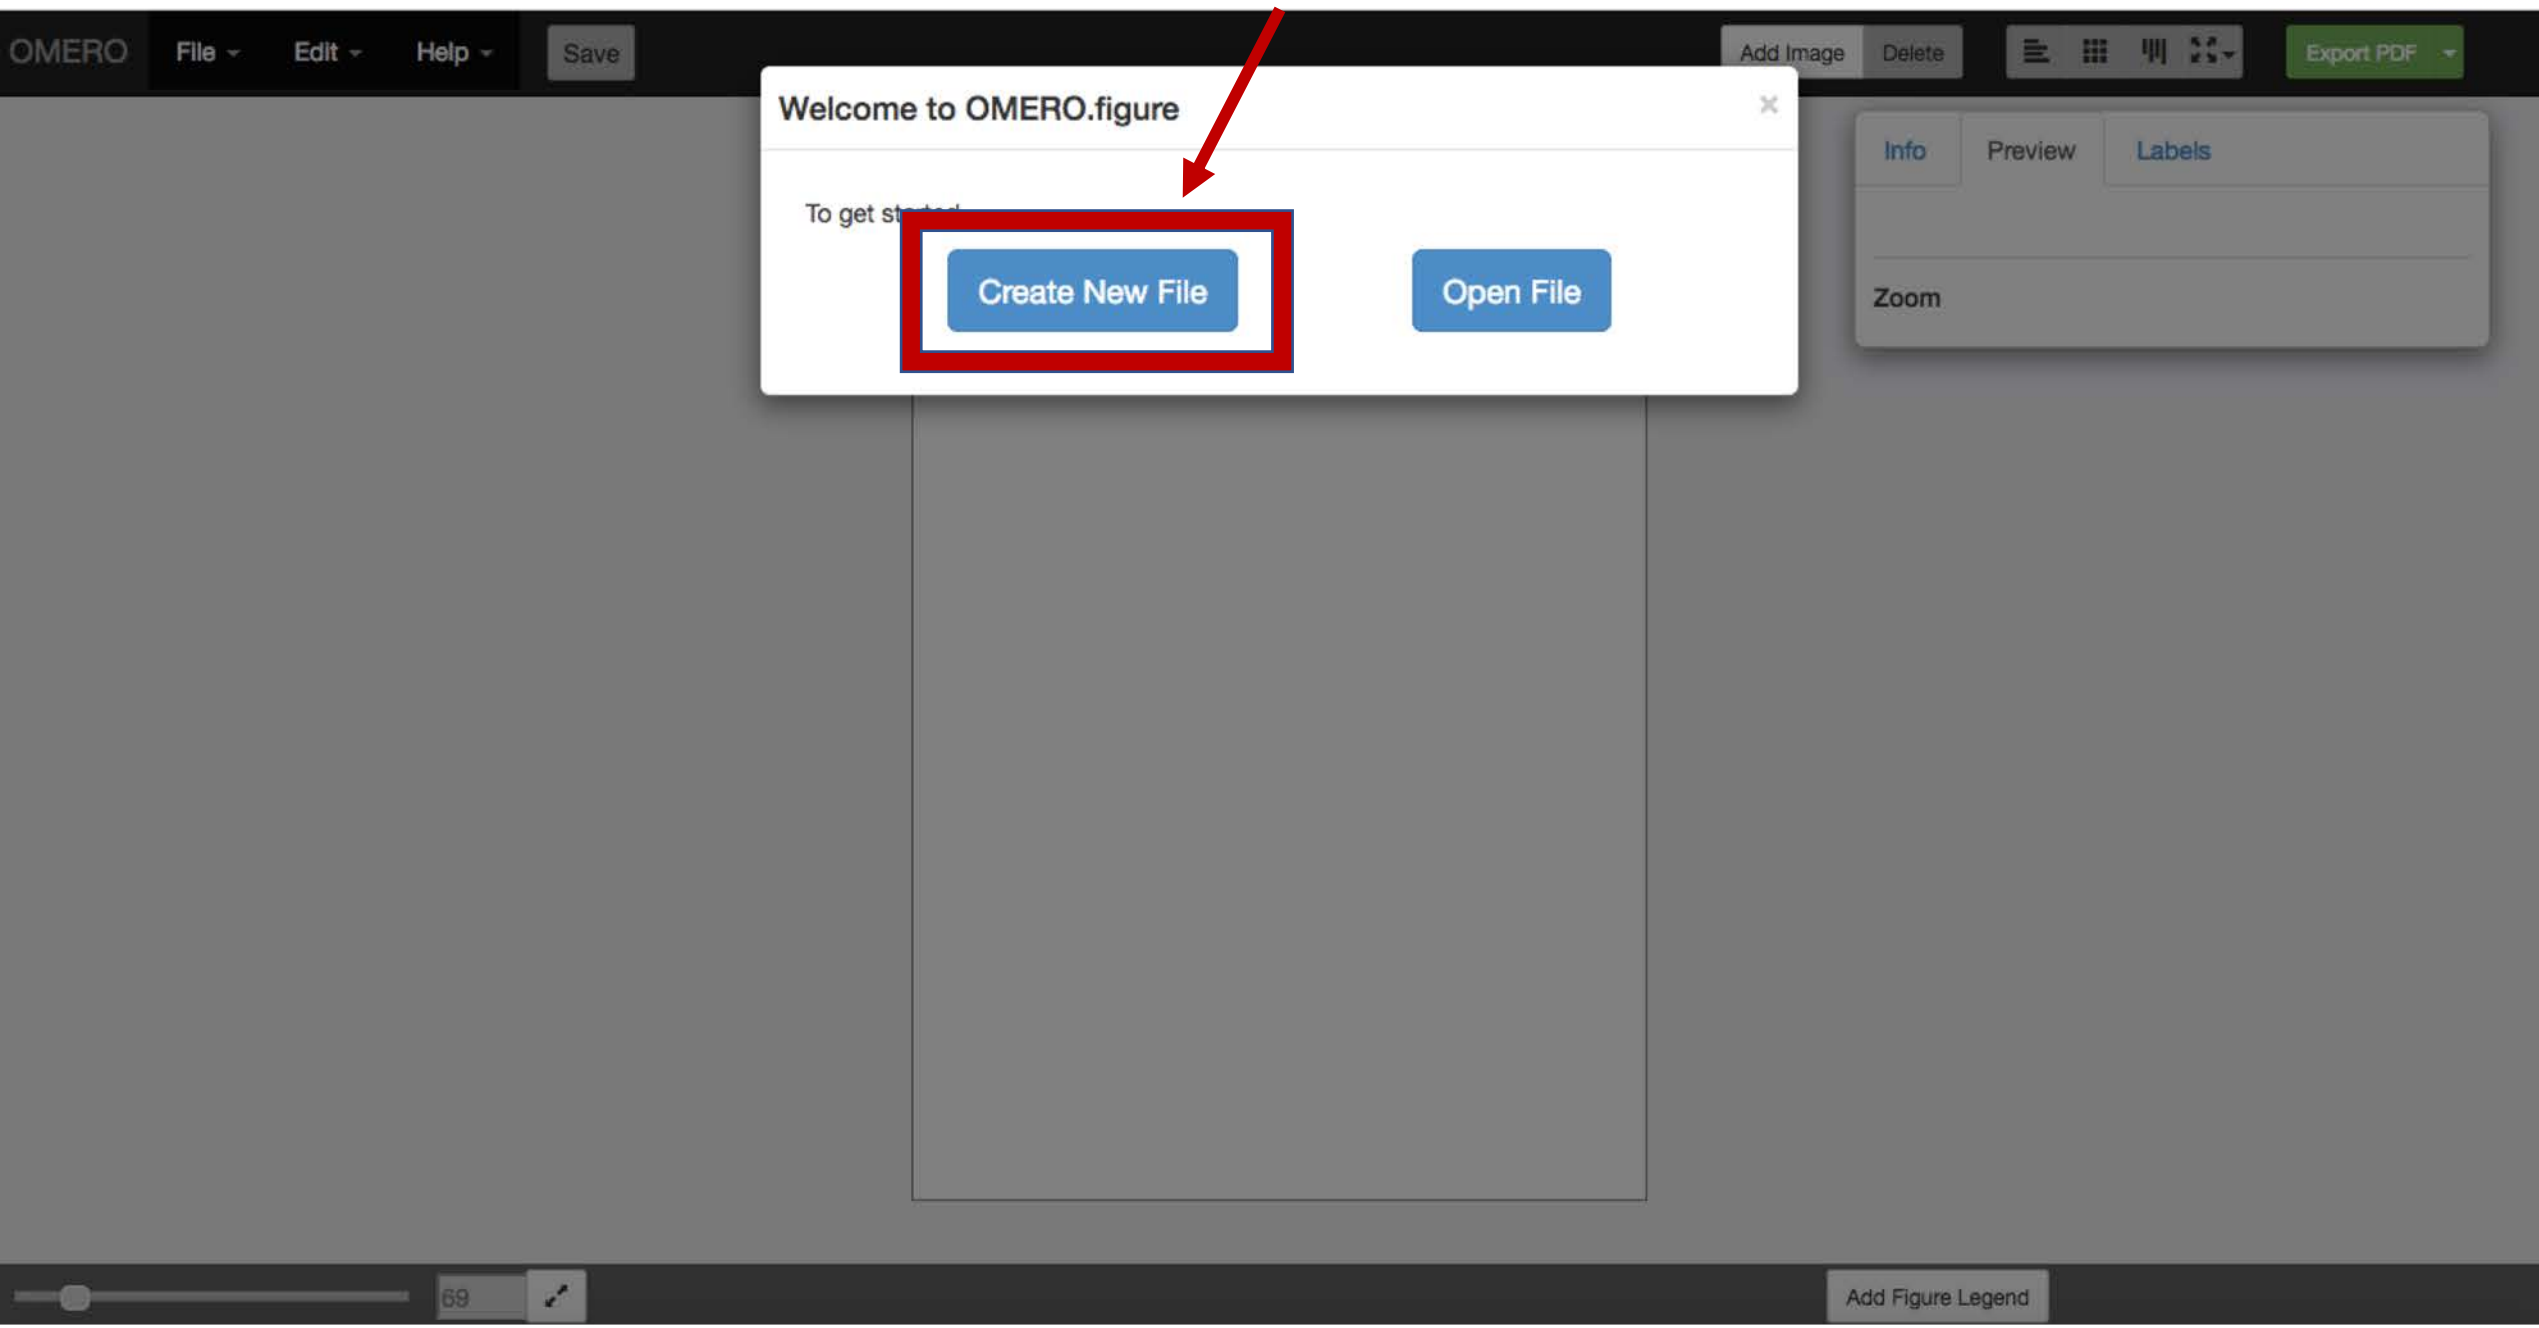 OMERO File Edit Help Save Add Image Delete Export PDF
Welcome to OMERO.figure ×
Info Preview Labels
To get started
Create New File Open File
Zoom
69 Add Figure Legend